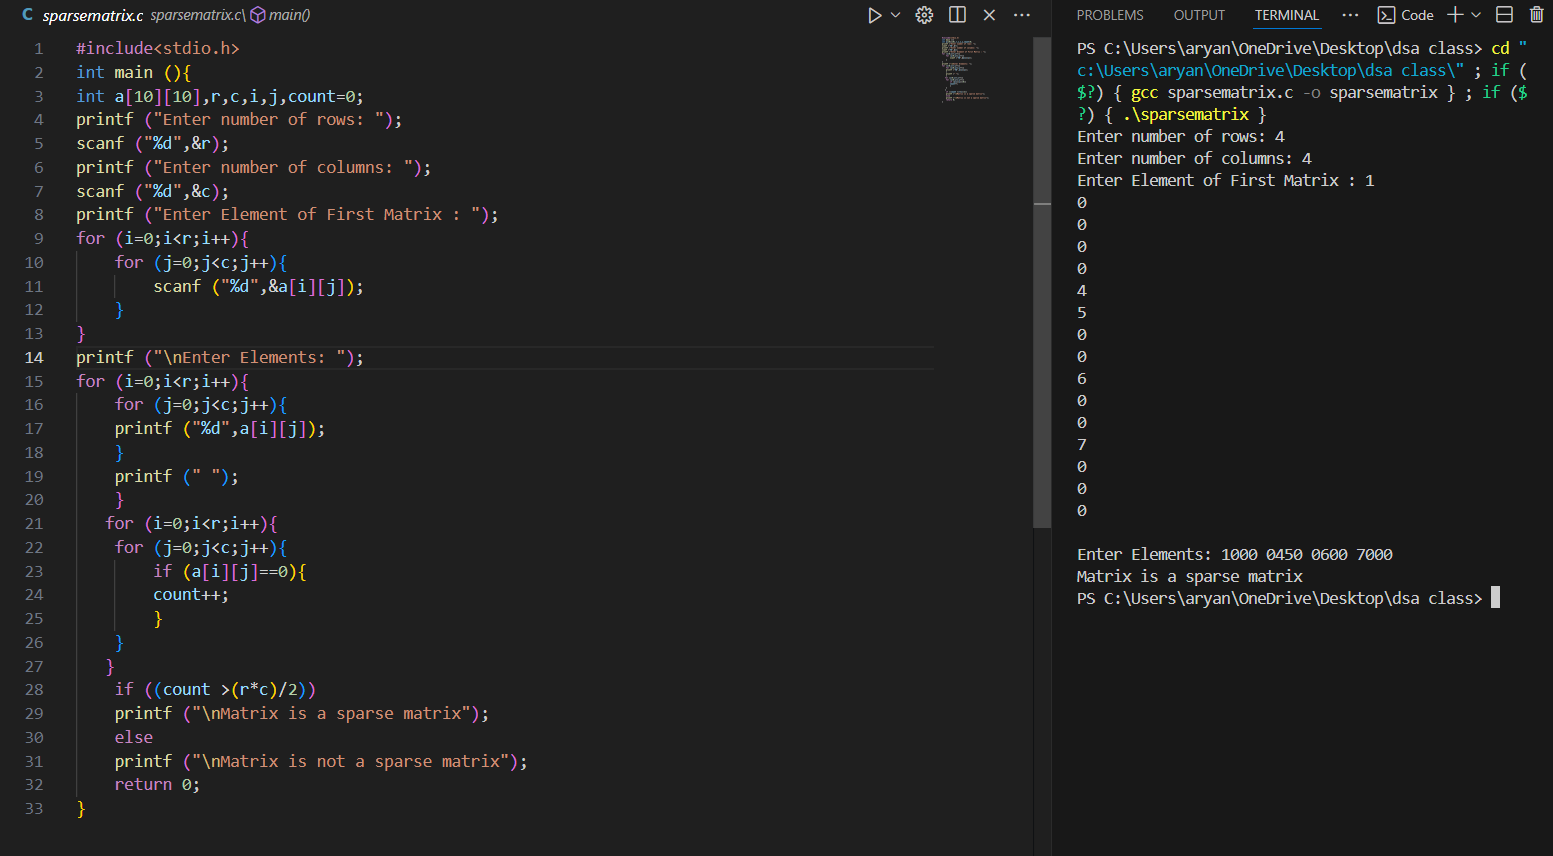 C sparsematrix.c sparsematrix.c\ main()
1 #include<stdio.h>
2 int main (){
3 int a[10][10],r,c,i,j,count=0;
4 printf ("Enter number of rows: ");
5 scanf ("%d",&r);
6 printf ("Enter number of columns: ");
7 scanf ("%d",&c);
8 printf ("Enter Element of First Matrix : ");
9 for (i=0;i<r;i++){
10     for (j=0;j<c;j++){
11         scanf ("%d",&a[i][j]);
12     }
13 }
14 printf ("\nEnter Elements: ");
15 for (i=0;i<r;i++){
16     for (j=0;j<c;j++){
17     printf ("%d",a[i][j]);
18     }
19     printf (" ");
20     }
21    for (i=0;i<r;i++){
22     for (j=0;j<c;j++){
23         if (a[i][j]==0){
24         count++;
25         }
26     }
27    }
28     if ((count >(r*c)/2))
29     printf ("\nMatrix is a sparse matrix");
30     else
31     printf ("\nMatrix is not a sparse matrix");
32     return 0;
33 }
PROBLEMS OUTPUT TERMINAL ··· Code
PS C:\Users\aryan\OneDrive\Desktop\dsa class> cd "
c:\Users\aryan\OneDrive\Desktop\dsa class\" ; if (
$?) { gcc sparsematrix.c -o sparsematrix } ; if ($
?) { .\sparsematrix }
Enter number of rows: 4
Enter number of columns: 4
Enter Element of First Matrix : 1
0
0
0
0
4
5
0
0
6
0
0
7
0
0
0
Enter Elements: 1000 0450 0600 7000
Matrix is a sparse matrix
PS C:\Users\aryan\OneDrive\Desktop\dsa class>